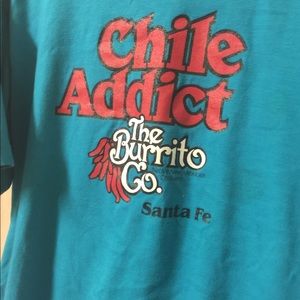 Chile
Addict
The
Burrito
Co.
Santa Fe